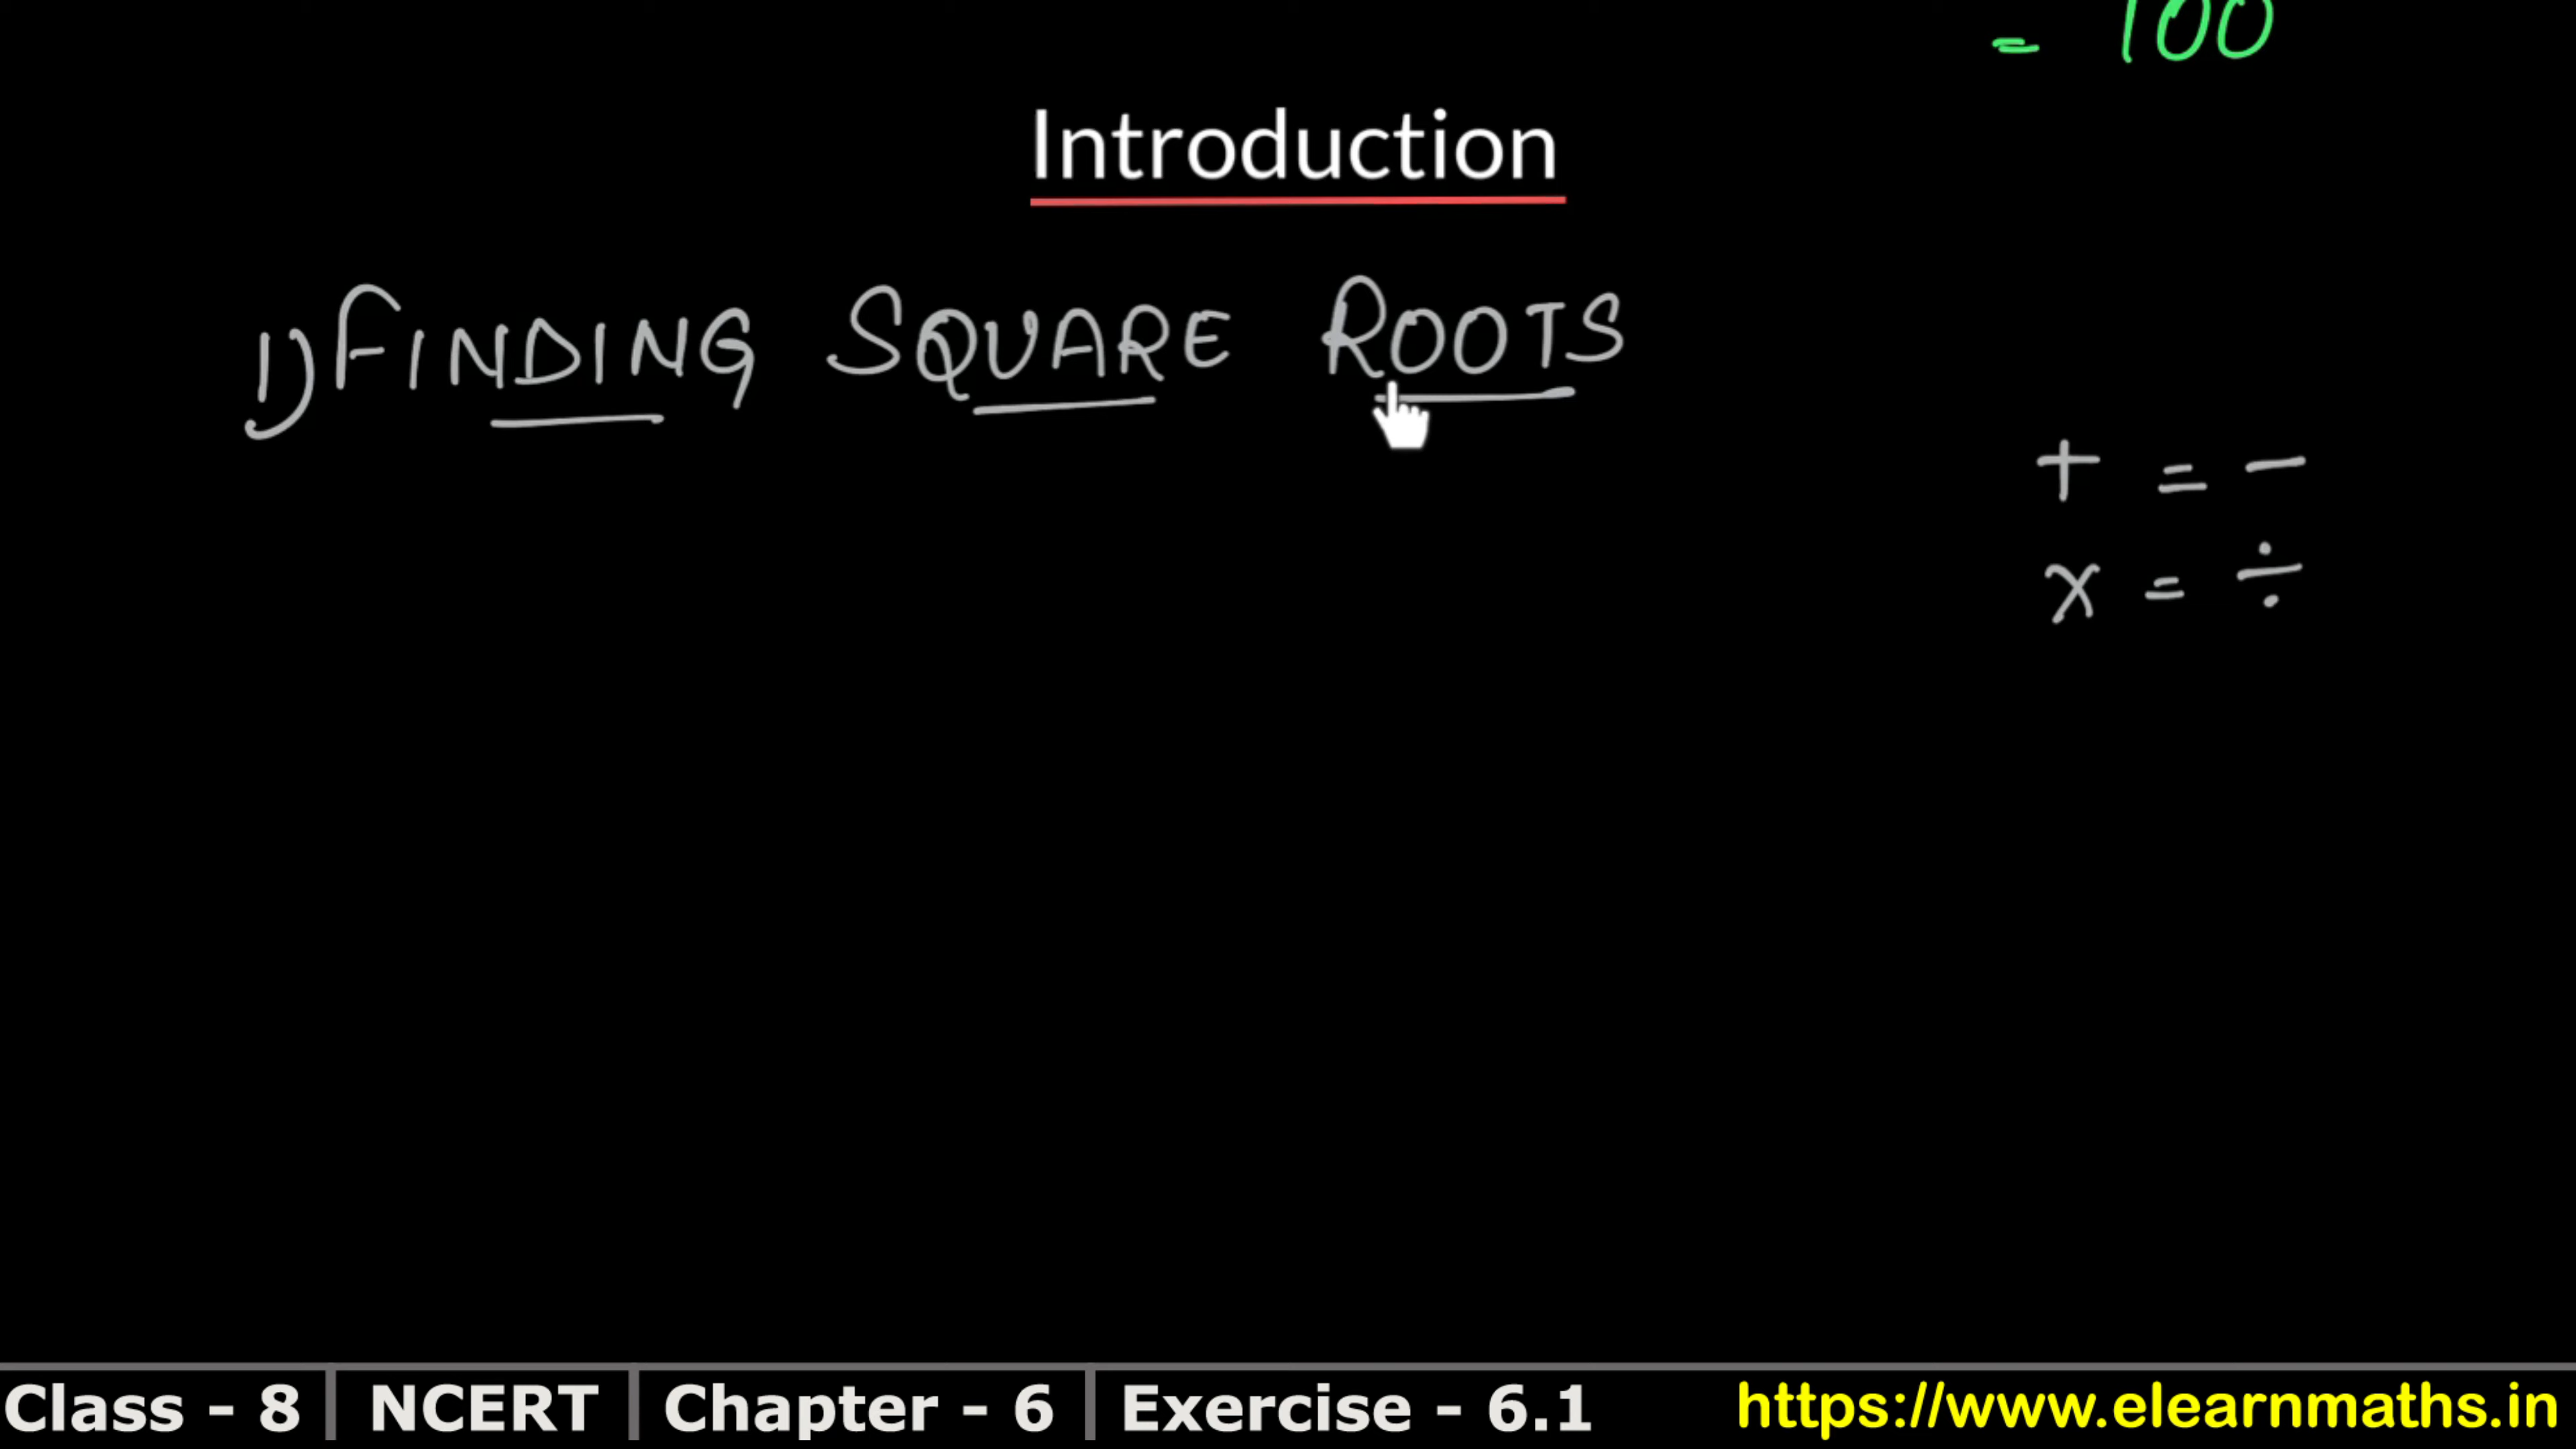 = 100
Introduction
1) FINDING SQUARE ROOTS
+ = -
x = ÷
Class - 8 | NCERT | Chapter - 6 | Exercise - 6.1 https://www.elearnmaths.in